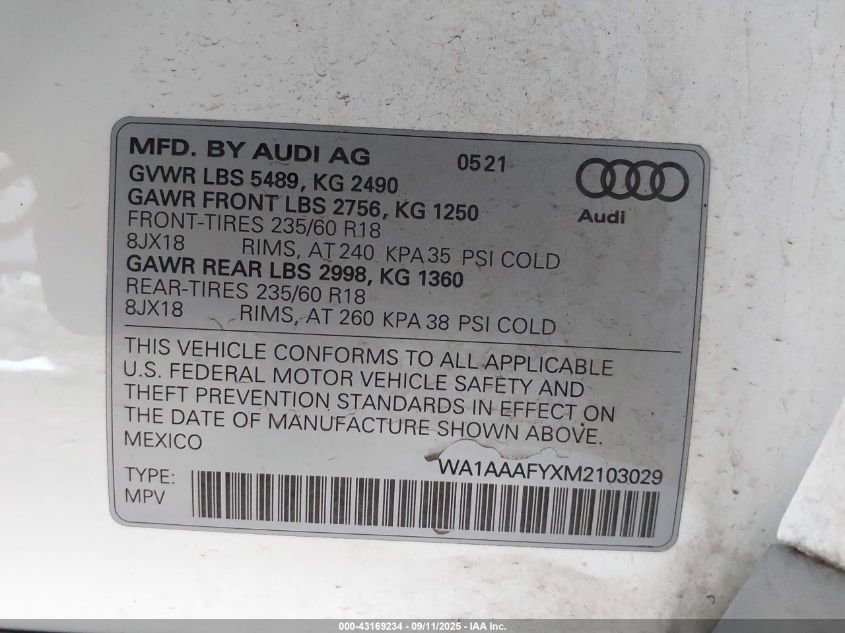 MFD. BY AUDI AG 0521
GVWR LBS 5489, KG 2490
GAWR FRONT LBS 2756, KG 1250
FRONT-TIRES 235/60 R18
8JX18 RIMS, AT 240 KPA 35 PSI COLD
GAWR REAR LBS 2998, KG 1360
REAR-TIRES 235/60 R18
8JX18 RIMS, AT 260 KPA 38 PSI COLD
Audi
THIS VEHICLE CONFORMS TO ALL APPLICABLE
U.S. FEDERAL MOTOR VEHICLE SAFETY AND
THEFT PREVENTION STANDARDS IN EFFECT ON
THE DATE OF MANUFACTURE SHOWN ABOVE.
MEXICO
WA1AAAFYXM2103029
TYPE:
MPV
000-43169234 - 09/11/2025 - IAA Inc.